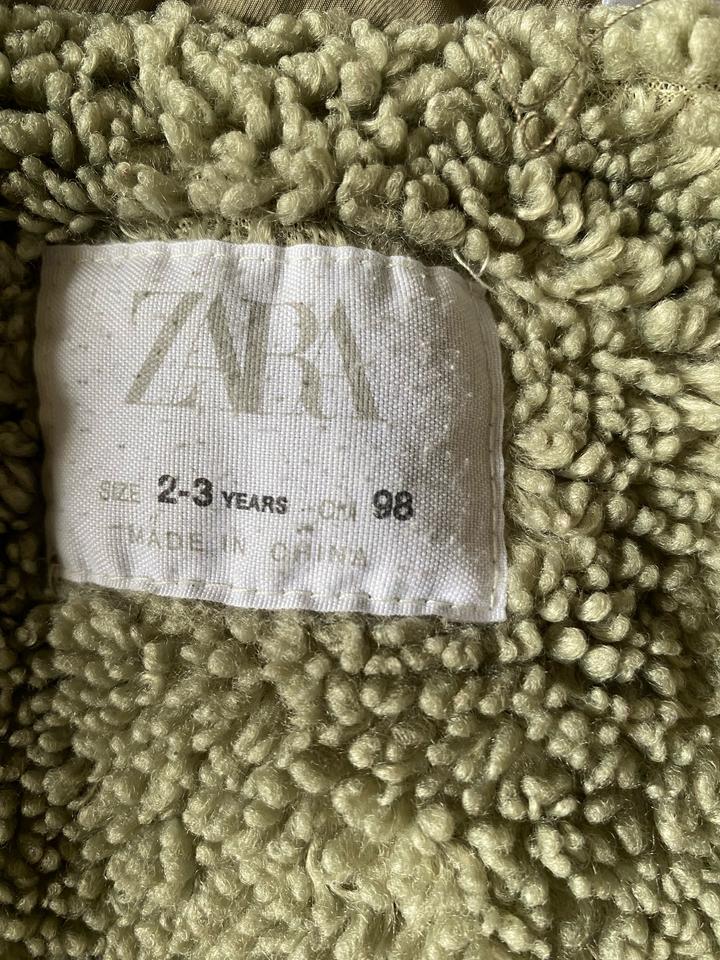 ZARA
SIZE 2-3 YEARS - CM 98
MADE IN CHINA